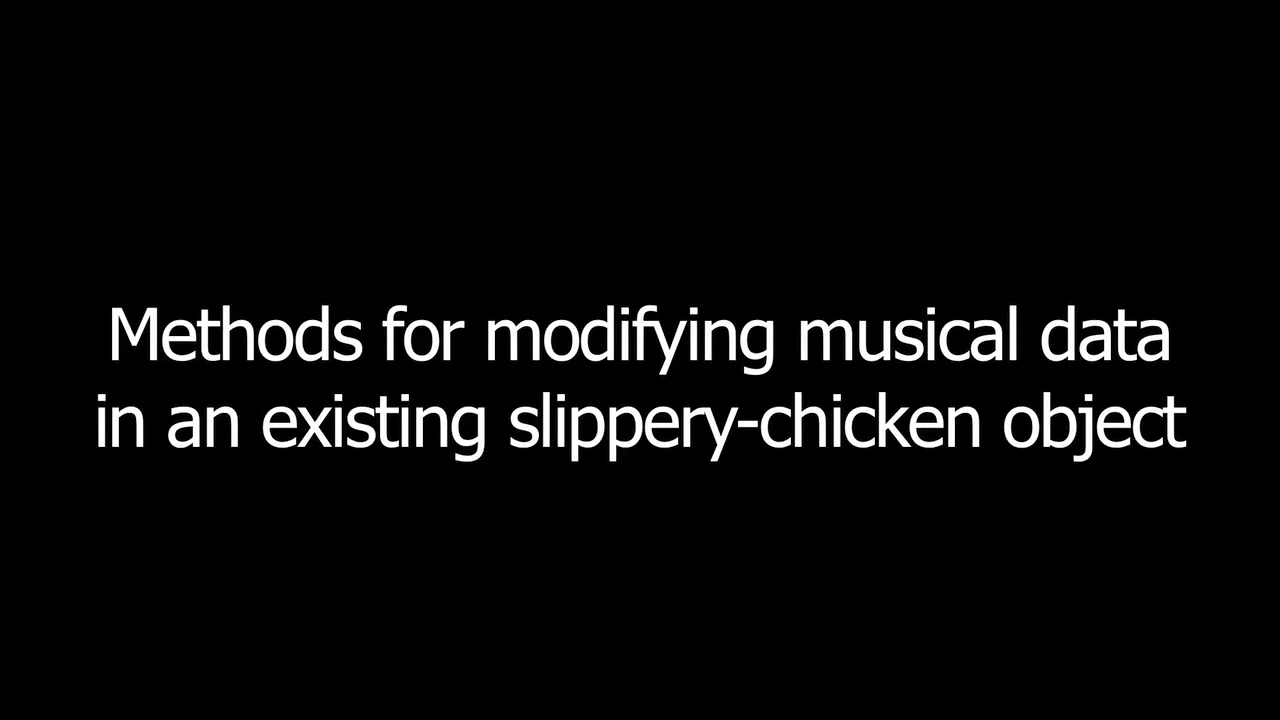 Methods for modifying musical data
in an existing slippery-chicken object